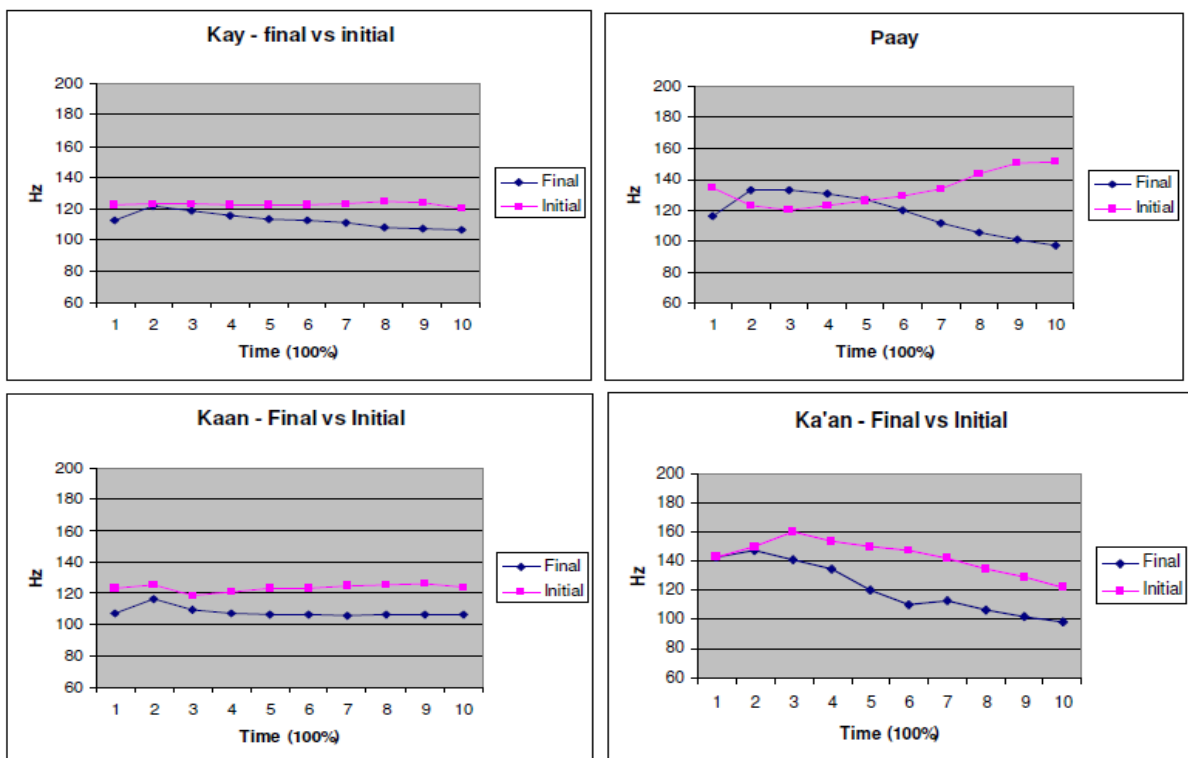 Kay - final vs initial
200
180
160
140
120
100
80
60
Hz
1 2 3 4 5 6 7 8 9 10
Time (100%)
Final
Initial
Paay
200
180
160
140
120
100
80
60
Hz
1 2 3 4 5 6 7 8 9 10
Time (100%)
Final
Initial
Kaan - Final vs Initial
200
180
160
140
120
100
80
60
Hz
1 2 3 4 5 6 7 8 9 10
Time (100%)
Final
Initial
Ka'an - Final vs Initial
200
180
160
140
120
100
80
60
Hz
1 2 3 4 5 6 7 8 9 10
Time (100%)
Final
Initial